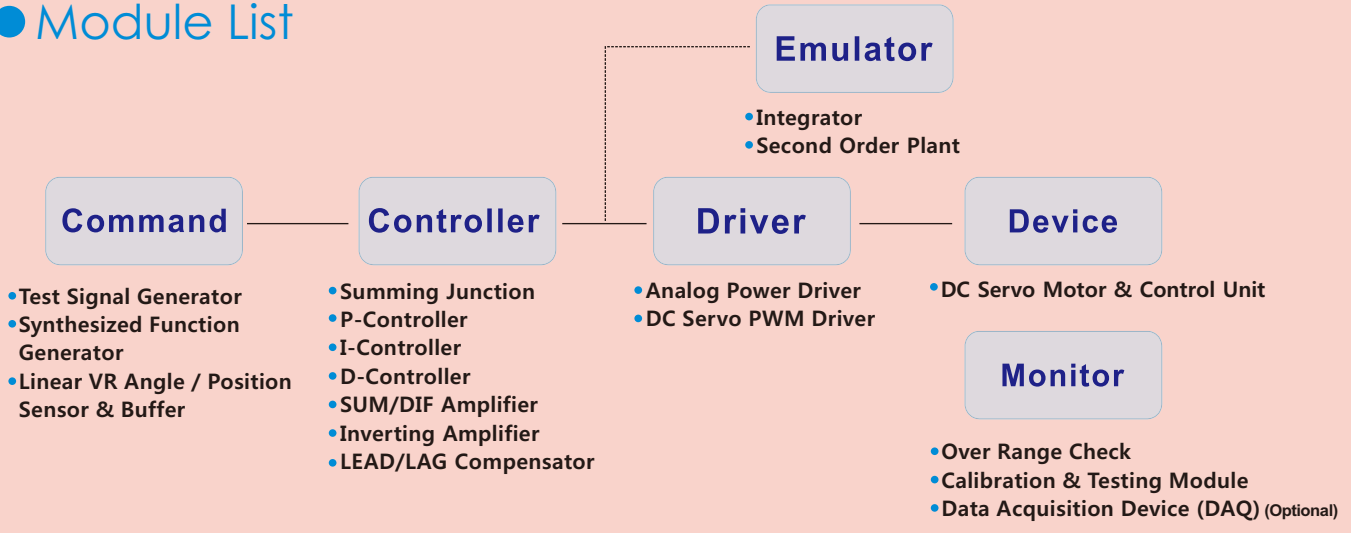 Module List
Emulator
Integrator
Second Order Plant
Command
Test Signal Generator
Synthesized Function
Generator
Linear VR Angle / Position
Sensor & Buffer
Controller
Summing Junction
P-Controller
I-Controller
D-Controller
SUM/DIF Amplifier
Inverting Amplifier
LEAD/LAG Compensator
Driver
Analog Power Driver
DC Servo PWM Driver
Device
DC Servo Motor & Control Unit
Monitor
Over Range Check
Calibration & Testing Module
Data Acquisition Device (DAQ) (Optional)